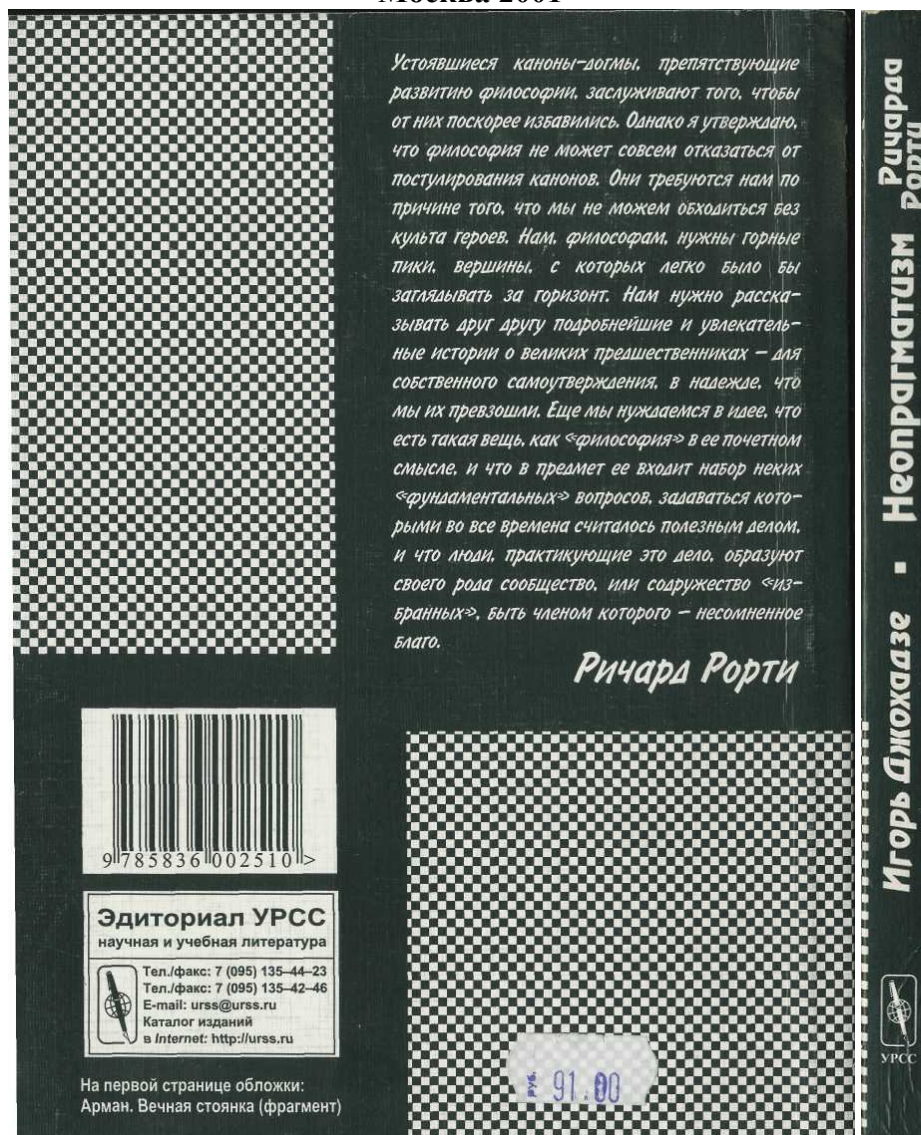 Москва 2001
Устоявшиеся каноны-догмы, препятствующие
развитию философии, заслуживают того, чтобы
от них поскорее избавились. Однако я утверждаю,
что философия не может совсем отказаться от
постулирования канонов. Они требуются нам по
причине того, что мы не можем обходиться без
культа героев. Нам, философам, нужны горные
пики, вершины, с которых легко было бы
заглядывать за горизонт. Нам нужно расска-
зывать друг другу подробнейшие и увлекатель-
ные истории о великих предшественниках – для
собственного самоутверждения, в надежде, что
мы их превзошли. Еще мы нуждаемся в идее, что
есть такая вещь, как «философия» в ее почетном
смысле, и что в предмет ее входит набор неких
«фундаментальных» вопросов, задаваться кото-
рыми во все времена считалось полезным делом,
и что люди, практикующие это дело, образуют
своего рода сообщество, или содружество «из-
бранных», быть членом которого – несомненное
благо.
Ричард Рорти
9 785836 002510 >
Эдиториал УРСС
научная и учебная литература
Тел./факс: 7 (095) 135–44–23
Тел./факс: 7 (095) 135–42–46
E-mail: urss@urss.ru
Каталог изданий
в Internet: http://urss.ru
На первой странице обложки:
Арман. Вечная стоянка (фрагмент)
руб. 91.00
Игорь Джохадзе ▪ Неопрагматизм Ричарда
Рорти
УРСС